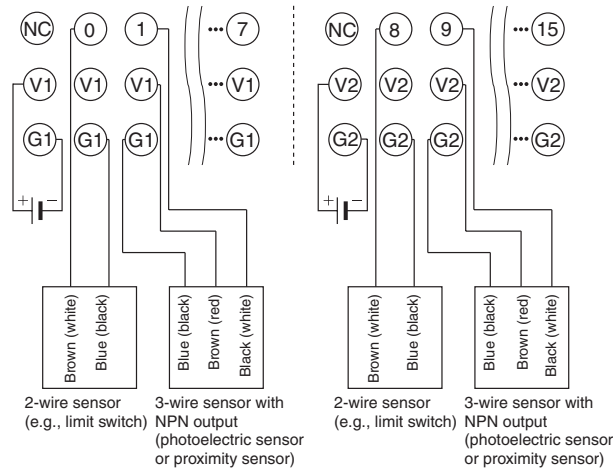 NC 0 1 ··· 7 NC 8 9 ··· 15
V1 V1 V1 ··· V1 V2 V2 V2 ··· V2
G1 G1 G1 ··· G1 G2 G2 G2 ··· G2
+ − + −
Brown (white)
Blue (black)
Blue (black)
Brown (red)
Black (white)
Brown (white)
Blue (black)
Blue (black)
Brown (red)
Black (white)
2-wire sensor
(e.g., limit switch)
3-wire sensor with
NPN output
(photoelectric sensor
or proximity sensor)
2-wire sensor
(e.g., limit switch)
3-wire sensor with
NPN output
(photoelectric sensor
or proximity sensor)